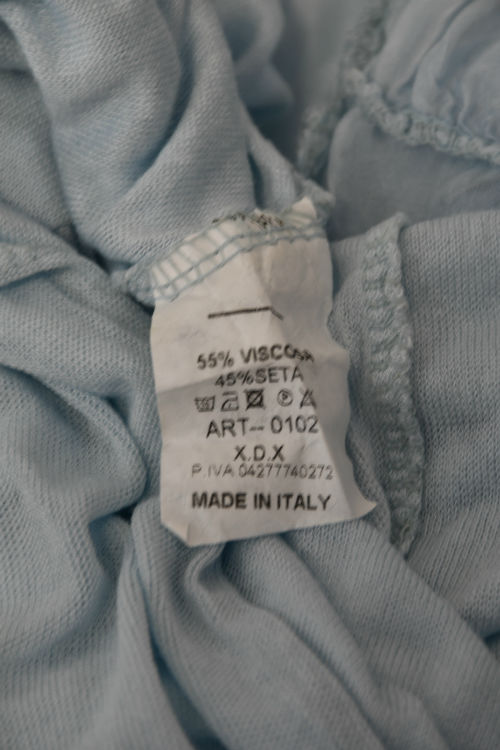 55% VISCOSA
45%SETA
ART-- 0102
X.D.X
P.IVA 04277740272
MADE IN ITALY